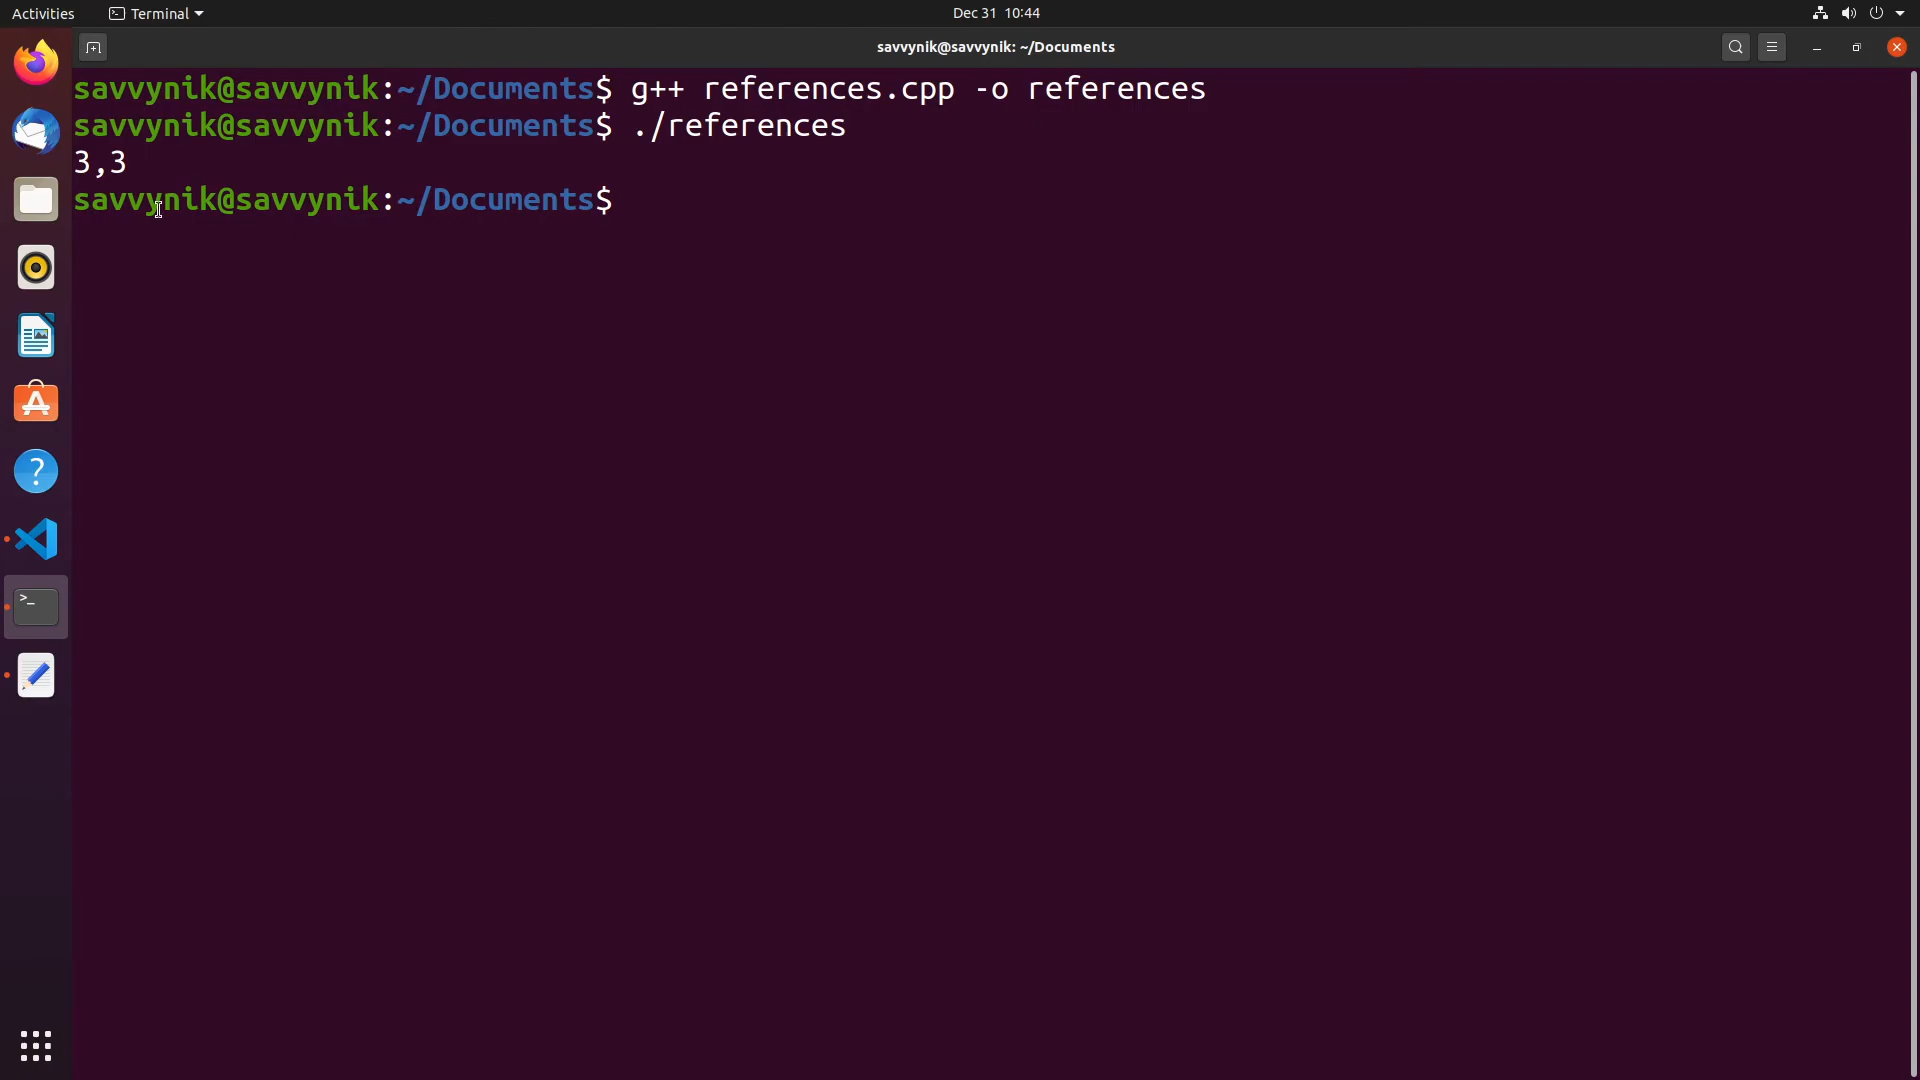 Activities
Terminal
Dec 31 10:44
savvynik@savvynik: ~/Documents
savvynik@savvynik:~/Documents$ g++ references.cpp -o references
savvynik@savvynik:~/Documents$ ./references
3,3
savvynik@savvynik:~/Documents$